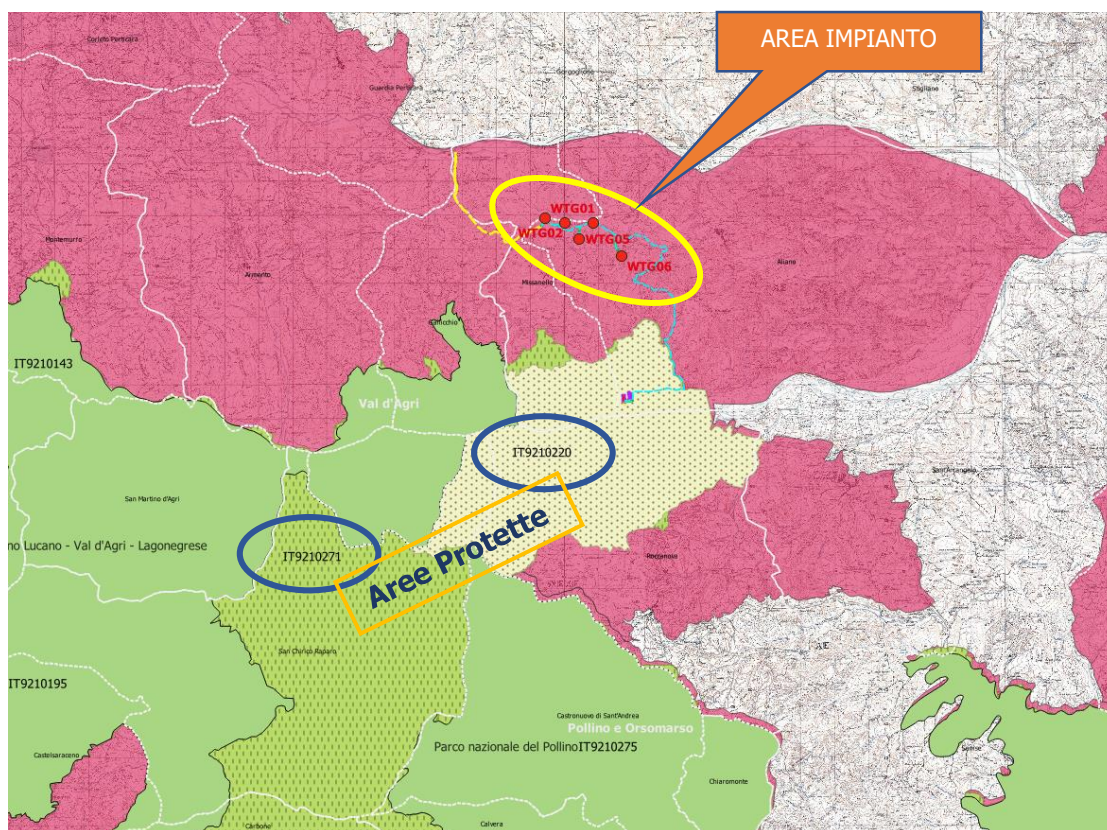 AREA IMPIANTO
Corleto Perticara
Guardia Perticara
Gorgoglione
Stigliano
WTG01
WTG02
WTG05
WTG06
Montemurro
Armento
Missanello
Aliano
Gallicchio
IT9210143
Val d'Agri
IT9210220
Sant'Arcangelo
San Martino d'Agri
Aree Protette
no Lucano - Val d'Agri - Lagonegrese
IT9210271
Roccanova
San Chirico Raparo
IT9210195
Castronuovo di Sant'Andrea
Pollino e Orsomarso
Parco nazionale del Pollino IT9210275
Castelsaraceno
Senise
Chiaromonte
Carbone
Calvera